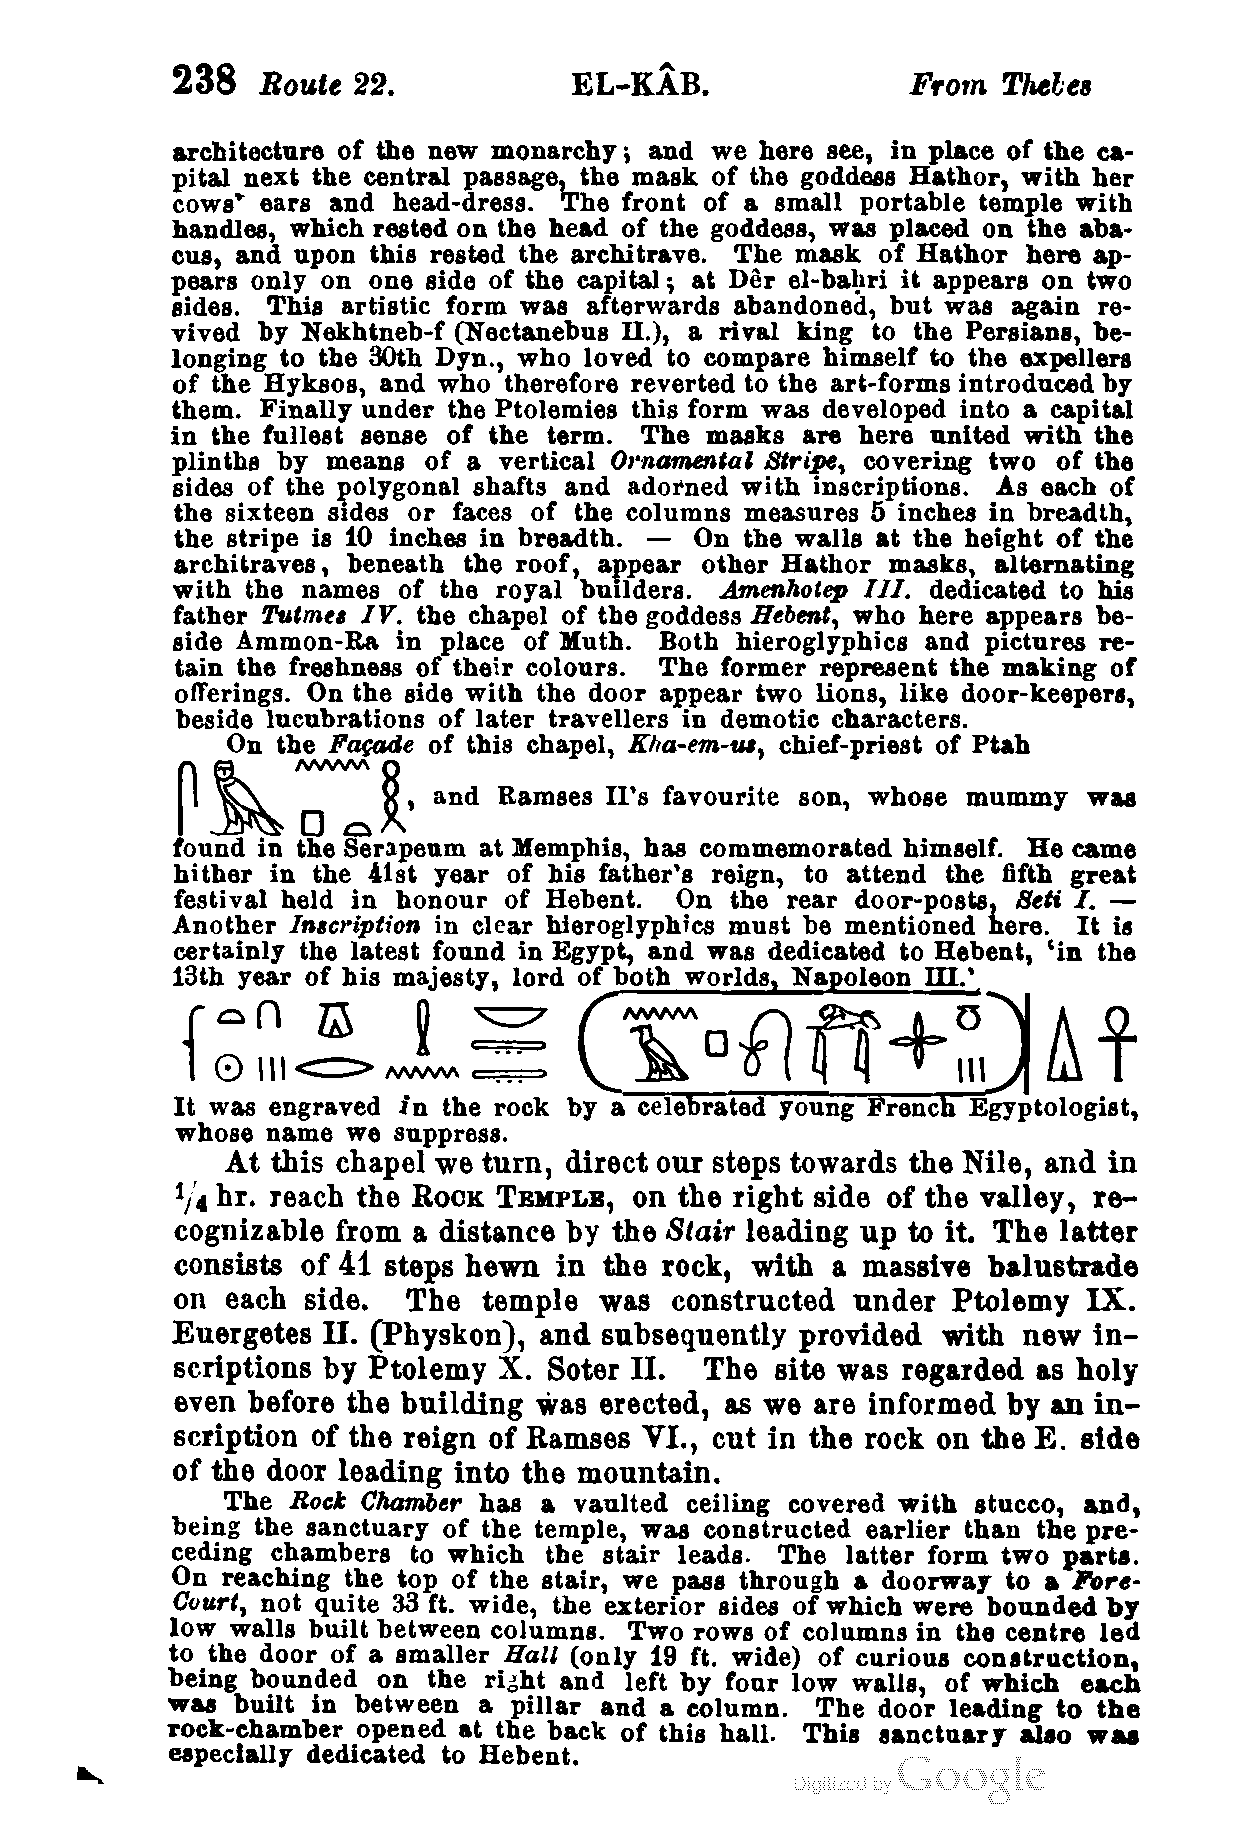 238 Route 22. EL-KÂB. From Thebes
architecture of the new monarchy; and we here see, in place of the ca-
pital next the central passage, the mask of the goddess Hathor, with her
cows' ears and head-dress. The front of a small portable temple with
handles, which rested on the head of the goddess, was placed on the aba-
cus, and upon this rested the architrave. The mask of Hathor here ap-
pears only on one side of the capital; at Dêr el-baḥri it appears on two
sides. This artistic form was afterwards abandoned, but was again re-
vived by Nekhtneb-f (Nectanebus II.), a rival king to the Persians, be-
longing to the 30th Dyn., who loved to compare himself to the expellers
of the Hyksos, and who therefore reverted to the art-forms introduced by
them. Finally under the Ptolemies this form was developed into a capital
in the fullest sense of the term. The masks are here united with the
plinths by means of a vertical Ornamental Stripe, covering two of the
sides of the polygonal shafts and adorned with inscriptions. As each of
the sixteen sides or faces of the columns measures 5 inches in breadth,
the stripe is 10 inches in breadth. — On the walls at the height of the
architraves, beneath the roof, appear other Hathor masks, alternating
with the names of the royal builders. Amenhotep III. dedicated to his
father Tutmes IV. the chapel of the goddess Hebent, who here appears be-
side Ammon-Ra in place of Muth. Both hieroglyphics and pictures re-
tain the freshness of their colours. The former represent the making of
offerings. On the side with the door appear two lions, like door-keepers,
beside lucubrations of later travellers in demotic characters.
On the Façade of this chapel, Kha-em-us, chief-priest of Ptah
, and Ramses II's favourite son, whose mummy was
found in the Serapeum at Memphis, has commemorated himself. He came
hither in the 41st year of his father's reign, to attend the fifth great
festival held in honour of Hebent. On the rear door-posts, Seti I. —
Another Inscription in clear hieroglyphics must be mentioned here. It is
certainly the latest found in Egypt, and was dedicated to Hebent, 'in the
13th year of his majesty, lord of both worlds, Napoleon III.'
It was engraved in the rock by a celebrated young French Egyptologist,
whose name we suppress.
At this chapel we turn, direct our steps towards the Nile, and in
1/4 hr. reach the ROCK TEMPLE, on the right side of the valley, re-
cognizable from a distance by the Stair leading up to it. The latter
consists of 41 steps hewn in the rock, with a massive balustrade
on each side. The temple was constructed under Ptolemy IX.
Euergetes II. (Physkon), and subsequently provided with new in-
scriptions by Ptolemy X. Soter II. The site was regarded as holy
even before the building was erected, as we are informed by an in-
scription of the reign of Ramses VI., cut in the rock on the E. side
of the door leading into the mountain.
The Rock Chamber has a vaulted ceiling covered with stucco, and,
being the sanctuary of the temple, was constructed earlier than the pre-
ceding chambers to which the stair leads. The latter form two parts.
On reaching the top of the stair, we pass through a doorway to a Fore-
Court, not quite 33 ft. wide, the exterior sides of which were bounded by
low walls built between columns. Two rows of columns in the centre led
to the door of a smaller Hall (only 19 ft. wide) of curious construction,
being bounded on the right and left by four low walls, of which each
was built in between a pillar and a column. The door leading to the
rock-chamber opened at the back of this hall. This sanctuary also was
especially dedicated to Hebent.
Digitized by Google